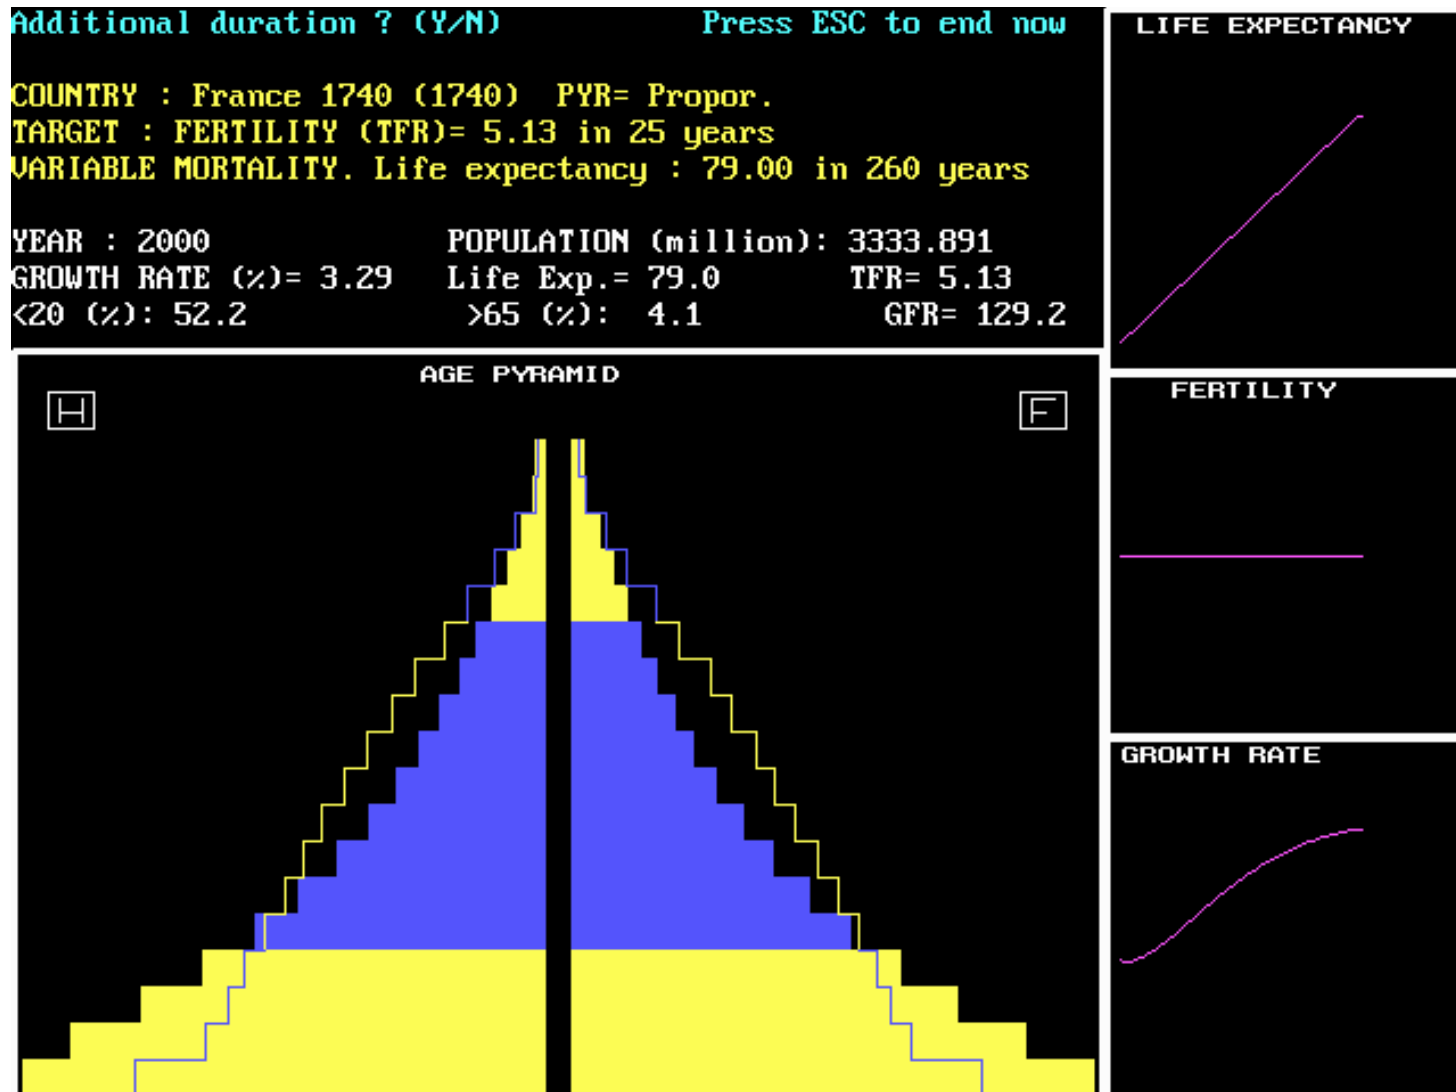 Additional duration ? (Y/N) Press ESC to end now
COUNTRY : France 1740 (1740) PYR= Propor.
TARGET : FERTILITY (TFR)= 5.13 in 25 years
VARIABLE MORTALITY. Life expectancy : 79.00 in 260 years
YEAR : 2000 POPULATION (million): 3333.891
GROWTH RATE (%)= 3.29 Life Exp.= 79.0 TFR= 5.13
<20 (%): 52.2 >65 (%): 4.1 GFR= 129.2
AGE PYRAMID
H F
LIFE EXPECTANCY
FERTILITY
GROWTH RATE